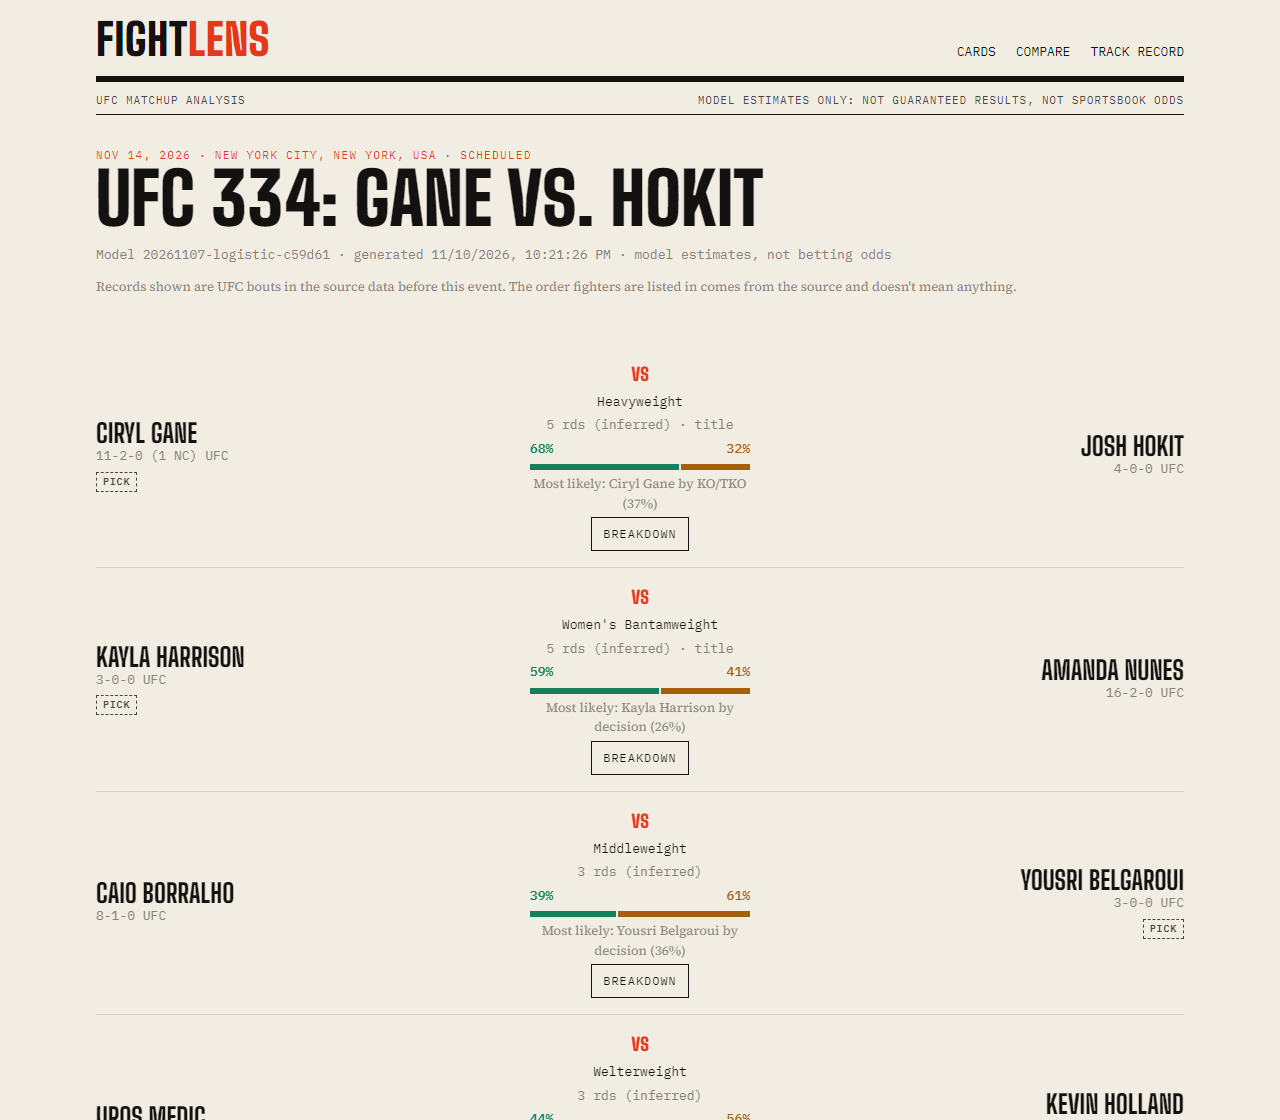 FIGHTLENS
CARDS COMPARE TRACK RECORD
UFC MATCHUP ANALYSIS
MODEL ESTIMATES ONLY: NOT GUARANTEED RESULTS, NOT SPORTSBOOK ODDS
NOV 14, 2026 · NEW YORK CITY, NEW YORK, USA · SCHEDULED
UFC 334: GANE VS. HOKIT
Model 20261107-logistic-c59d61 · generated 11/10/2026, 10:21:26 PM · model estimates, not betting odds
Records shown are UFC bouts in the source data before this event. The order fighters are listed in comes from the source and doesn't mean anything.
CIRYL GANE
11-2-0 (1 NC) UFC
PICK
VS
Heavyweight
5 rds (inferred) · title
68% 32%
Most likely: Ciryl Gane by KO/TKO
(37%)
BREAKDOWN
JOSH HOKIT
4-0-0 UFC
KAYLA HARRISON
3-0-0 UFC
PICK
VS
Women's Bantamweight
5 rds (inferred) · title
59% 41%
Most likely: Kayla Harrison by
decision (26%)
BREAKDOWN
AMANDA NUNES
16-2-0 UFC
CAIO BORRALHO
8-1-0 UFC
VS
Middleweight
3 rds (inferred)
39% 61%
Most likely: Yousri Belgaroui by
decision (36%)
BREAKDOWN
YOUSRI BELGAROUI
3-0-0 UFC
PICK
UROS MEDIC
VS
Welterweight
3 rds (inferred)
44% 56%
KEVIN HOLLAND